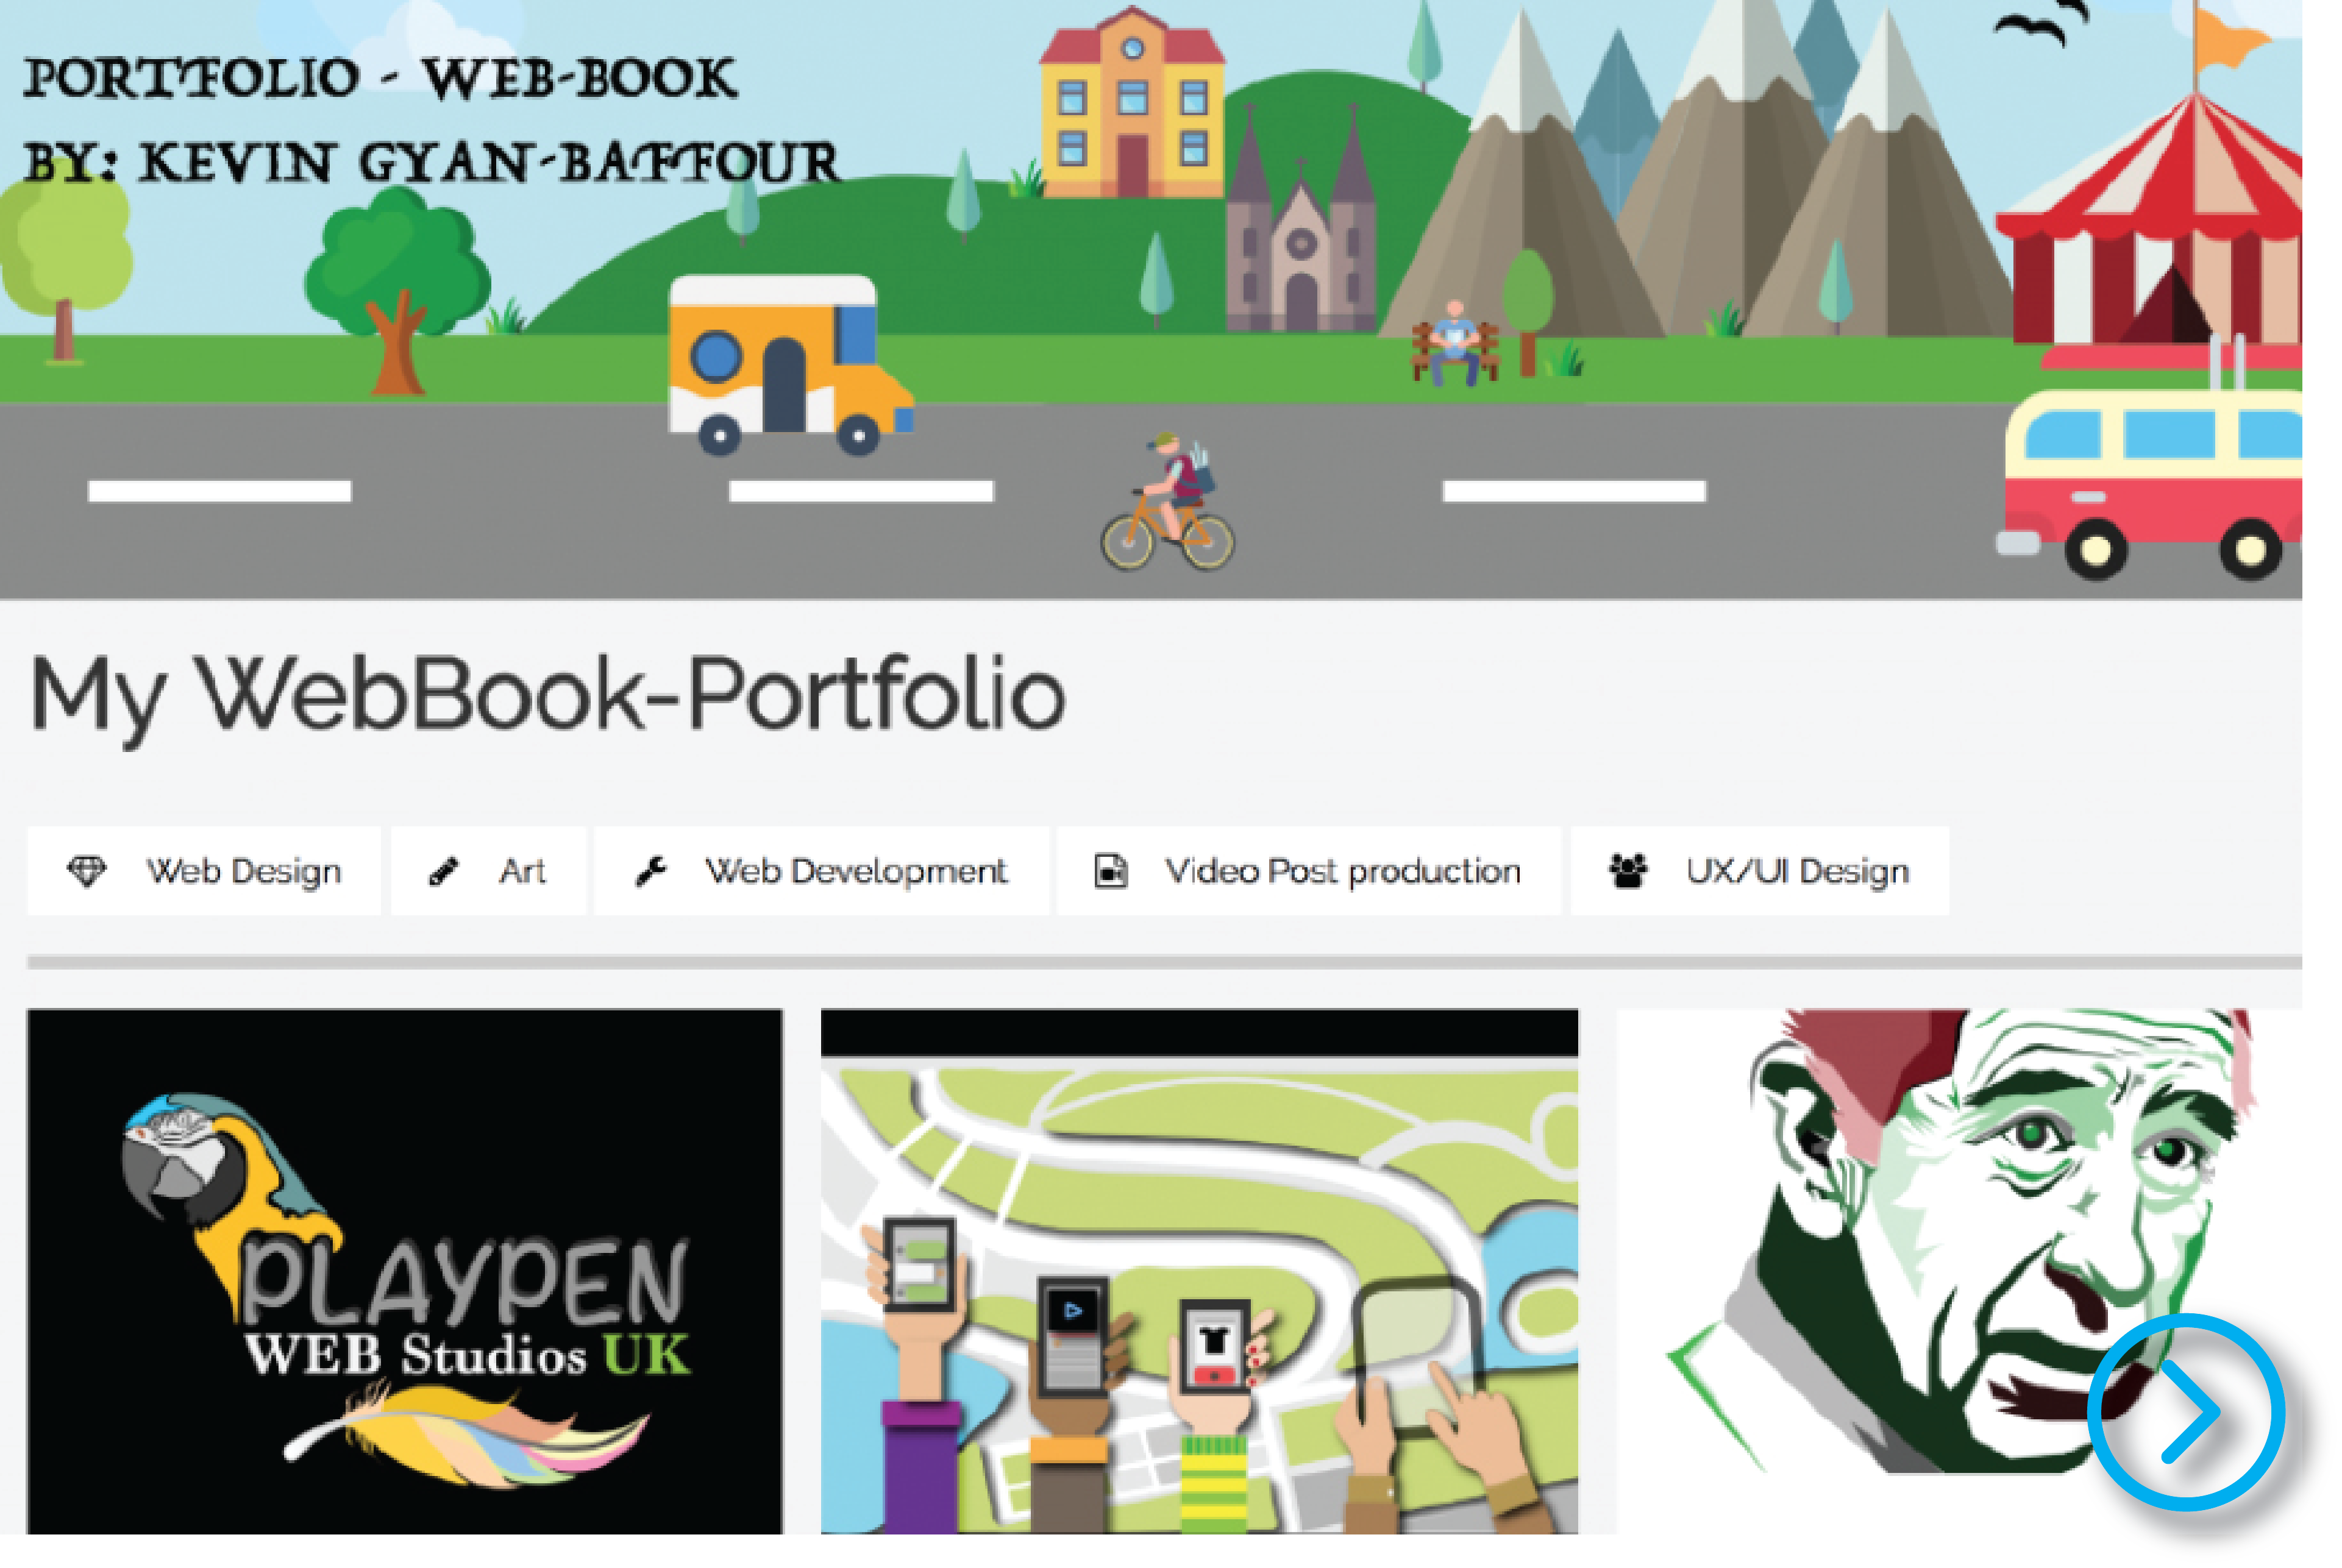 PORTFOLIO - WEB-BOOK
BY: KEVIN GYAN-BAFFOUR
My WebBook-Portfolio
Web Design
Art
Web Development
Video Post production
UX/UI Design
PLAYPEN
WEB Studios UK